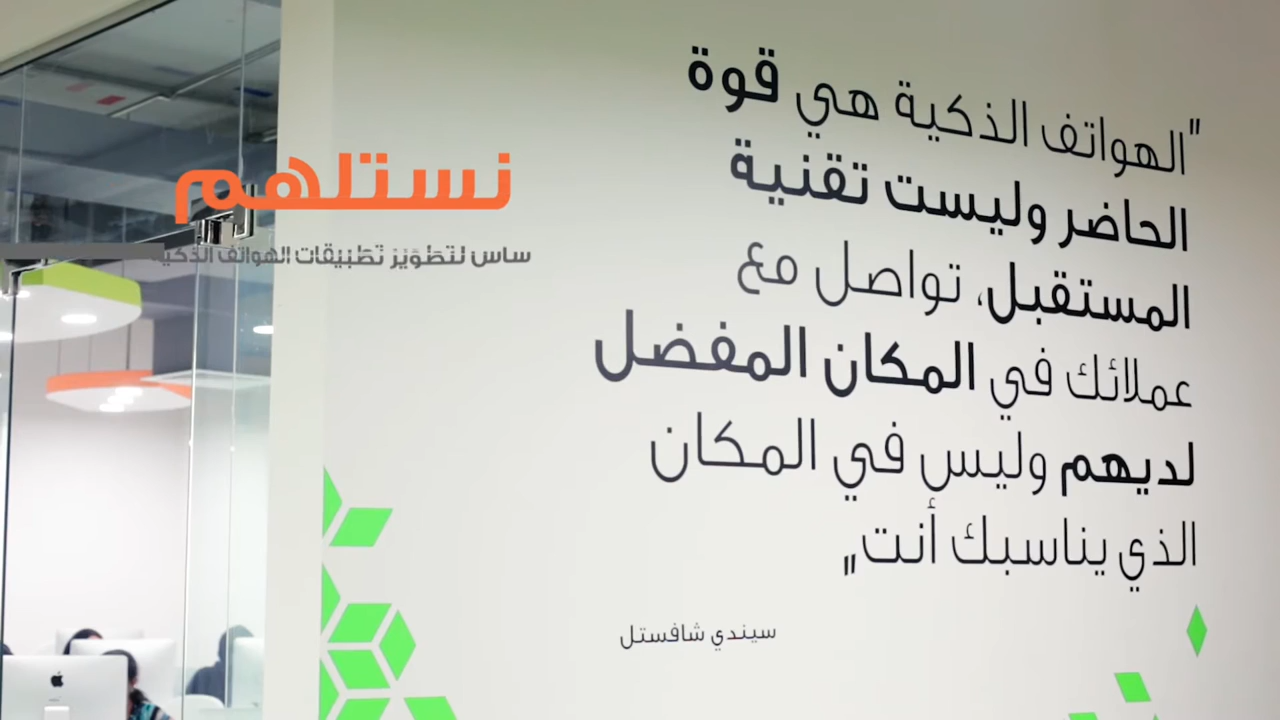 "الهواتف الذكية هي قوة
الحاضر وليست تقنية
المستقبل، تواصل مع
عملائك في المكان المفضل
لديهم وليس في المكان
الذي يناسبك أنت"
سيندي شافستل
نستلهم
ساس لتطوير تطبيقات الهواتف الذكية